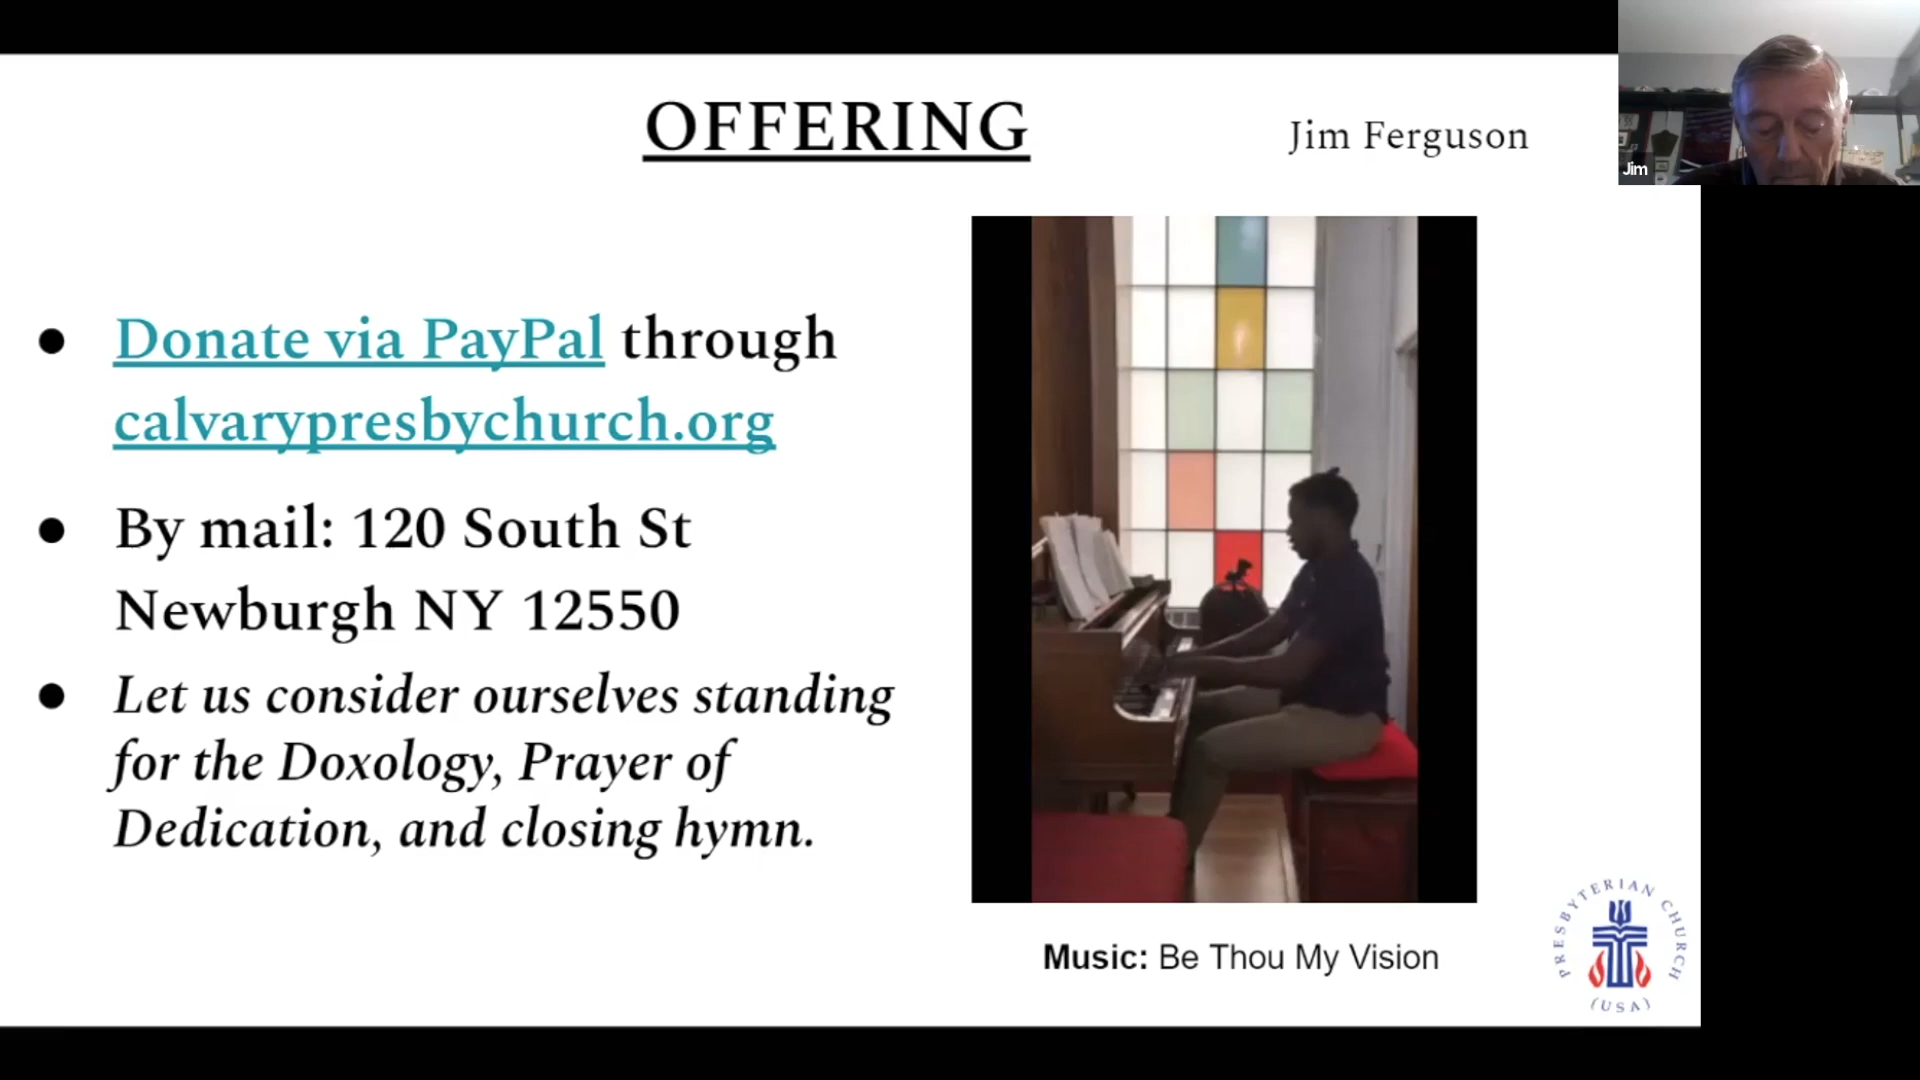 OFFERING
Jim Ferguson
Jim
● Donate via PayPal through
calvarypresbychurch.org
● By mail: 120 South St
Newburgh NY 12550
● Let us consider ourselves standing
for the Doxology, Prayer of
Dedication, and closing hymn.
Music: Be Thou My Vision
PRESBYTERIAN CHURCH
(USA)